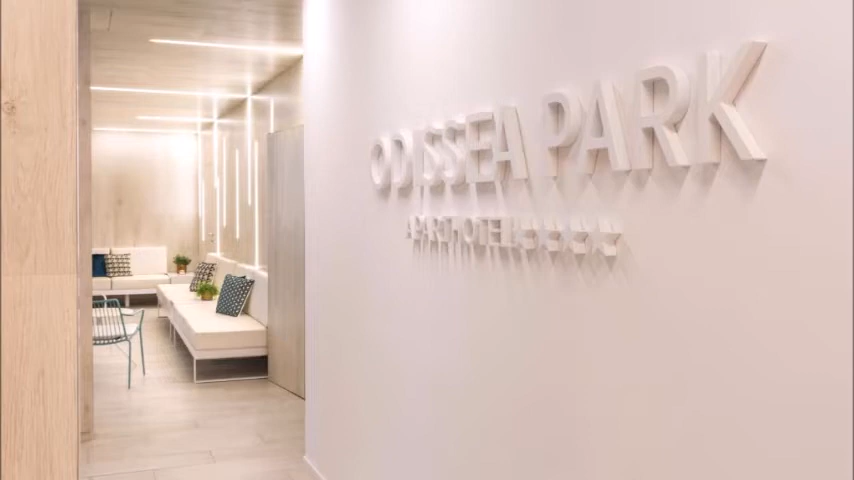 ODISSEA PARK
APARTHOTEL ★★★★